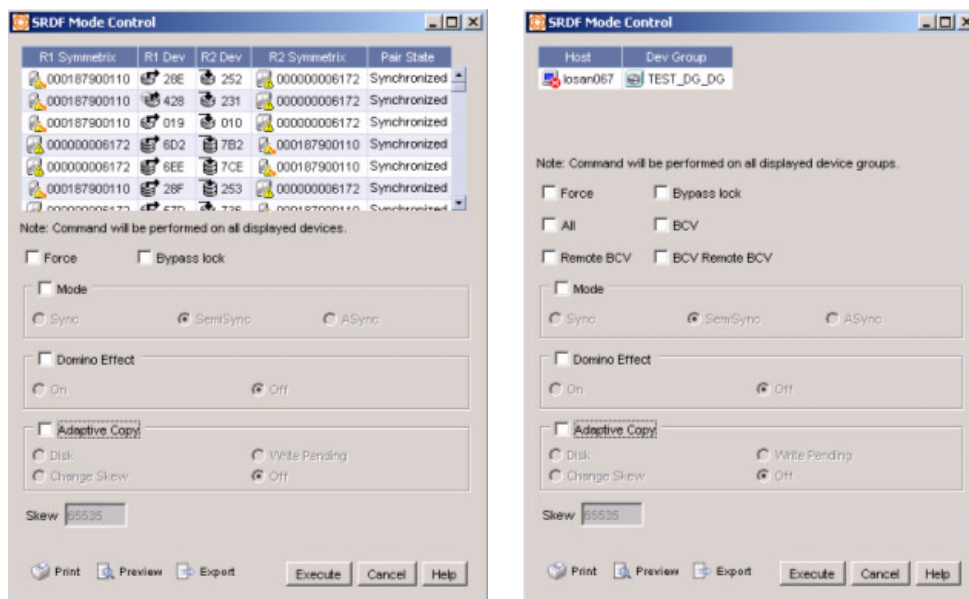 SRDF Mode Control
R1 Symmetrix R1 Dev R2 Dev R2 Symmetrix Pair State
000187900110 28E 252 000000006172 Synchronized
000187900110 428 231 000000006172 Synchronized
000187900110 019 010 000000006172 Synchronized
000000006172 6D2 7B2 000187900110 Synchronized
000000006172 6EE 7CE 000187900110 Synchronized
000187900110 28F 253 000000006172 Synchronized
000000006172 000187900110 Synchronized
Note: Command will be performed on all displayed devices.
Force Bypass lock
Mode
Sync SemiSync ASync
Domino Effect
On Off
Adaptive Copy
Disk Write Pending
Change Skew Off
Skew 65535
Print Preview Export Execute Cancel Help
SRDF Mode Control
Host Dev Group
losan067 TEST_DG_DG
Note: Command will be performed on all displayed device groups.
Force Bypass lock
All BCV
Remote BCV BCV Remote BCV
Mode
Sync SemiSync ASync
Domino Effect
On Off
Adaptive Copy
Disk Write Pending
Change Skew Off
Skew 65535
Print Preview Export Execute Cancel Help